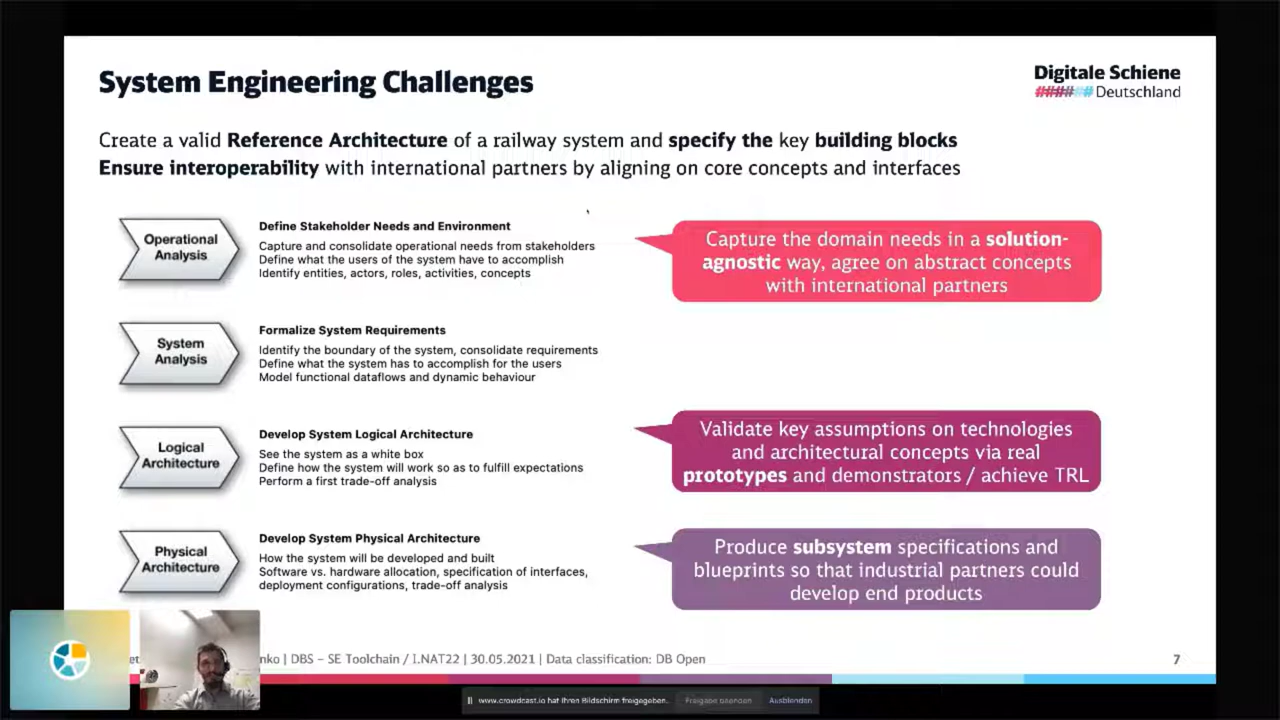 System Engineering Challenges
Digitale Schiene
###### Deutschland
Create a valid Reference Architecture of a railway system and specify the key building blocks
Ensure interoperability with international partners by aligning on core concepts and interfaces
Operational
Analysis
Define Stakeholder Needs and Environment
Capture and consolidate operational needs from stakeholders
Define what the users of the system have to accomplish
Identify entities, actors, roles, activities, concepts
Capture the domain needs in a solution-
agnostic way, agree on abstract concepts
with international partners
System
Analysis
Formalize System Requirements
Identify the boundary of the system, consolidate requirements
Define what the system has to accomplish for the users
Model functional dataflows and dynamic behaviour
Logical
Architecture
Develop System Logical Architecture
See the system as a white box
Define how the system will work so as to fulfill expectations
Perform a first trade-off analysis
Validate key assumptions on technologies
and architectural concepts via real
prototypes and demonstrators / achieve TRL
Physical
Architecture
Develop System Physical Architecture
How the system will be developed and built
Software vs. hardware allocation, specification of interfaces,
deployment configurations, trade-off analysis
Produce subsystem specifications and
blueprints so that industrial partners could
develop end products
| DBS – SE Toolchain / I.NAT22 | 30.05.2021 | Data classification: DB Open
7
www.crowdcast.io hat Ihren Bildschirm freigegeben. Freigabe beenden Ausblenden